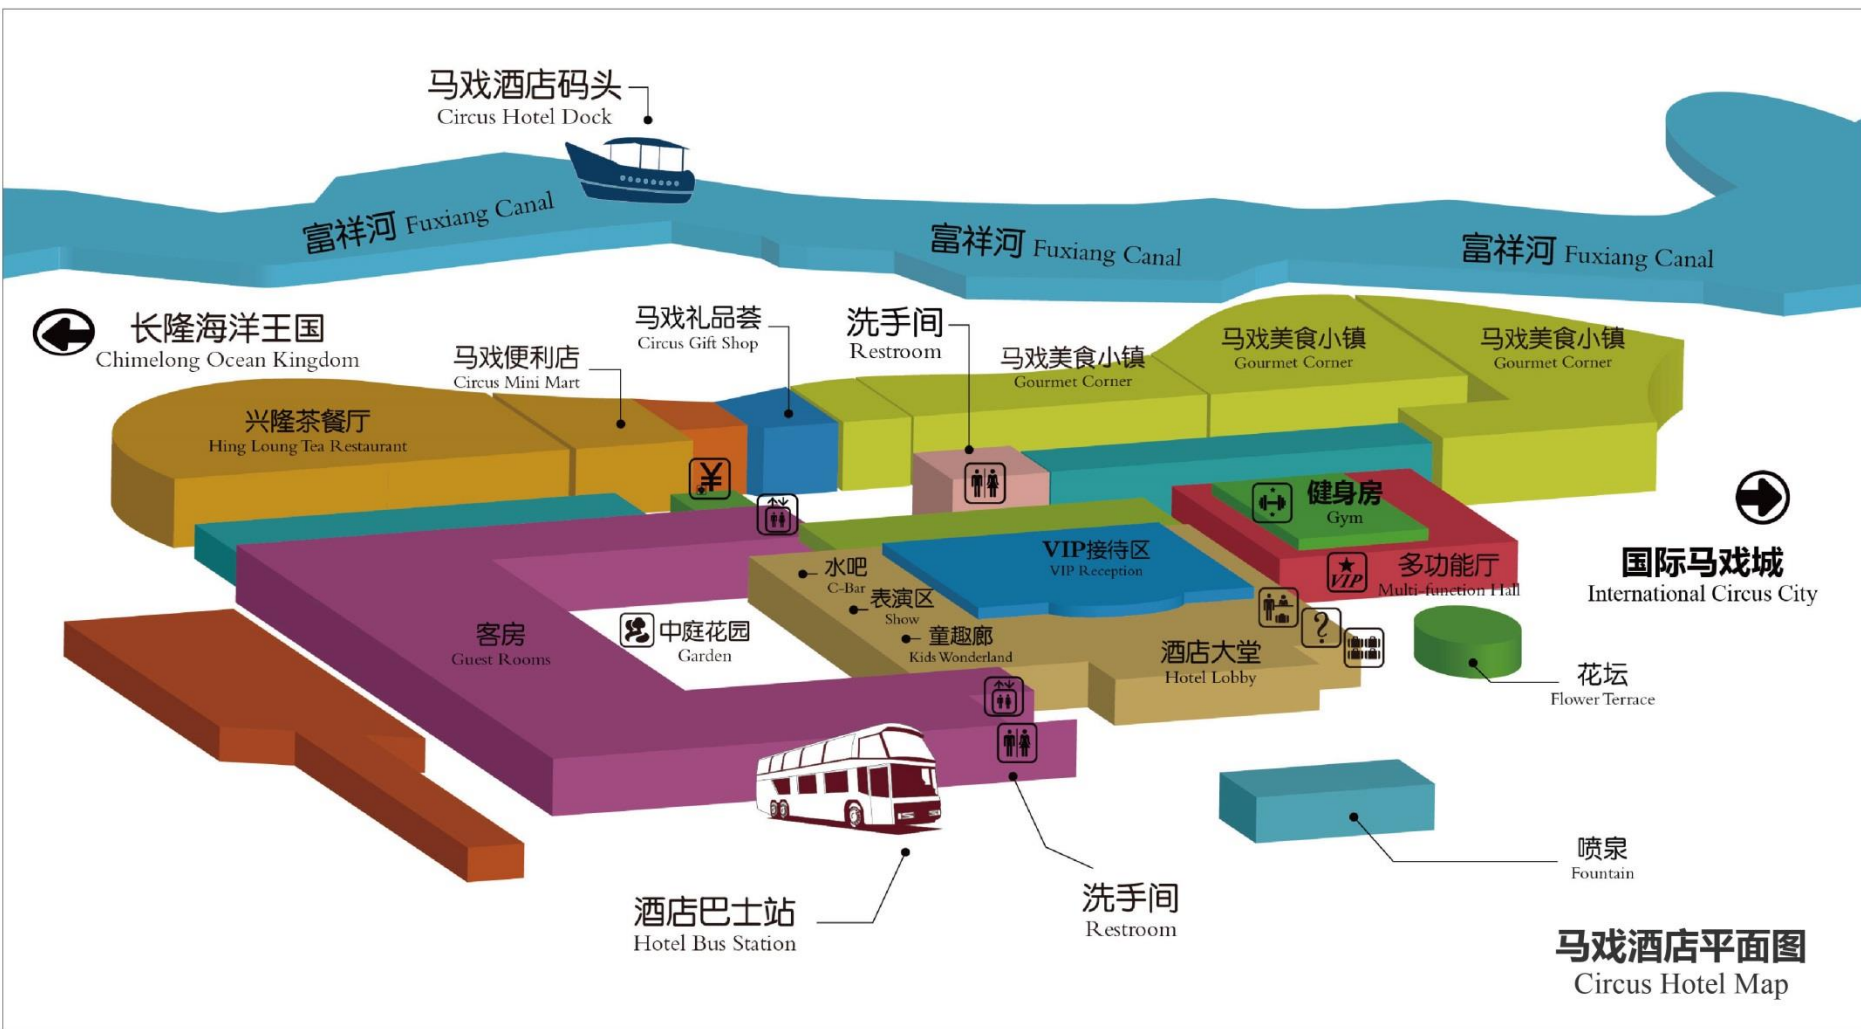 马戏酒店码头
Circus Hotel Dock
富祥河 Fuxiang Canal
富祥河 Fuxiang Canal
富祥河 Fuxiang Canal
长隆海洋王国
Chimelong Ocean Kingdom
马戏便利店
Circus Mini Mart
马戏礼品荟
Circus Gift Shop
洗手间
Restroom
马戏美食小镇
Gourmet Corner
马戏美食小镇
Gourmet Corner
马戏美食小镇
Gourmet Corner
兴隆茶餐厅
Hing Loung Tea Restaurant
¥
健身房
Gym
VIP接待区
VIP Reception
VIP
多功能厅
Multi-function Hall
国际马戏城
International Circus City
水吧
C-Bar
表演区
Show
童趣廊
Kids Wonderland
客房
Guest Rooms
中庭花园
Garden
酒店大堂
Hotel Lobby
?
花坛
Flower Terrace
喷泉
Fountain
酒店巴士站
Hotel Bus Station
洗手间
Restroom
马戏酒店平面图
Circus Hotel Map